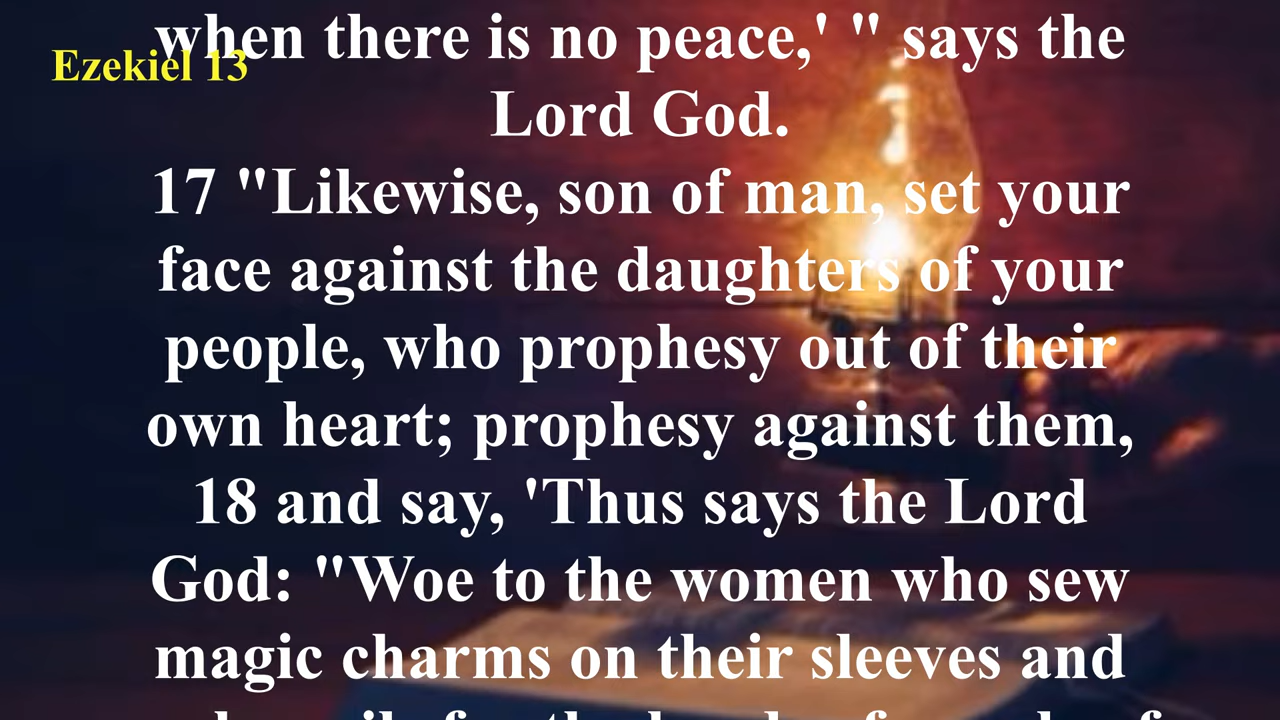 when there is no peace,' " says the
Ezekiel 13
Lord God.
17 "Likewise, son of man, set your
face against the daughters of your
people, who prophesy out of their
own heart; prophesy against them,
18 and say, 'Thus says the Lord
God: "Woe to the women who sew
magic charms on their sleeves and